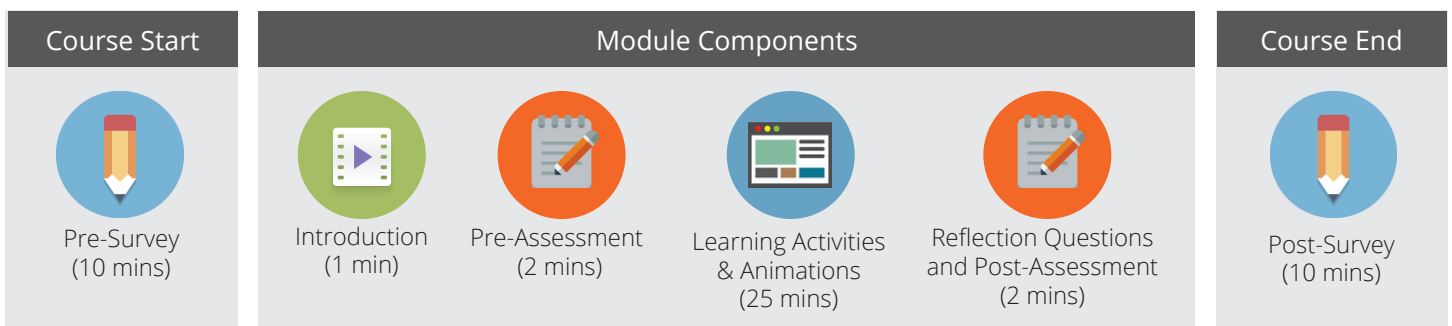 Course Start
Pre-Survey
(10 mins)
Module Components
Introduction
(1 min)
Pre-Assessment
(2 mins)
Learning Activities
& Animations
(25 mins)
Reflection Questions
and Post-Assessment
(2 mins)
Course End
Post-Survey
(10 mins)